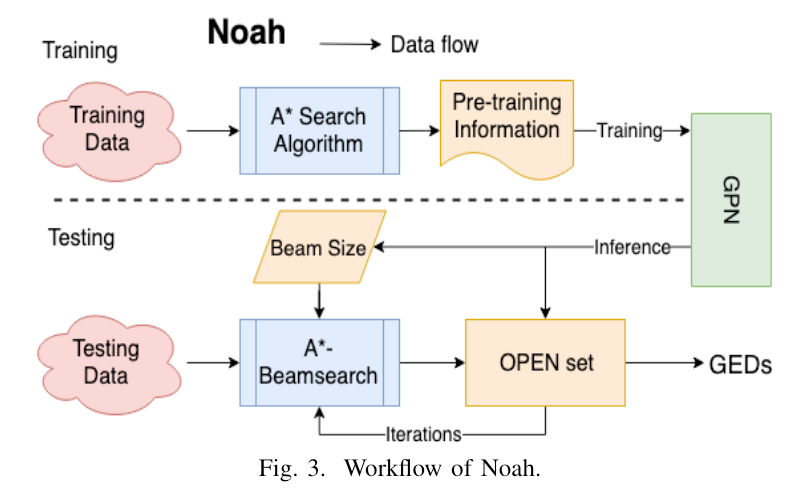 Noah
Data flow
Training
Training
Data
A* Search
Algorithm
Pre-training
Information
Training
GPN
Testing
Beam Size
Inference
Testing
Data
A*-
Beamsearch
OPEN set
GEDs
Iterations
Fig. 3. Workflow of Noah.